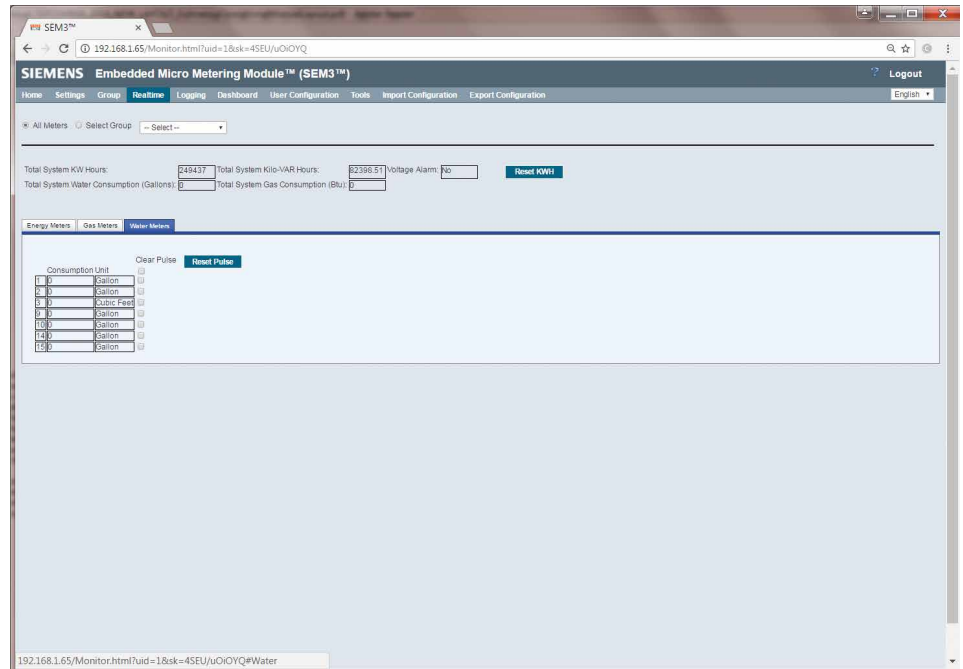 SEM3™
192.168.1.65/Monitor.html?uid=1&sk=4SEU/uOiOYQ
SIEMENS Embedded Micro Metering Module™ (SEM3™) ? Logout
Home Settings Group Realtime Logging Dashboard User Configuration Tools Import Configuration Export Configuration English
All Meters Select Group -- Select --
Total System KW Hours: 249437 Total System Kilo-VAR Hours: 82398.51 Voltage Alarm: No Reset KWH
Total System Water Consumption (Gallons): 0 Total System Gas Consumption (Btu): 0
Energy Meters Gas Meters Water Meters
Clear Pulse Reset Pulse
Consumption Unit
1 0 Gallon
2 0 Gallon
3 0 Cubic Feet
9 0 Gallon
10 0 Gallon
14 0 Gallon
15 0 Gallon
192.168.1.65/Monitor.html?uid=1&sk=4SEU/uOiOYQ#Water